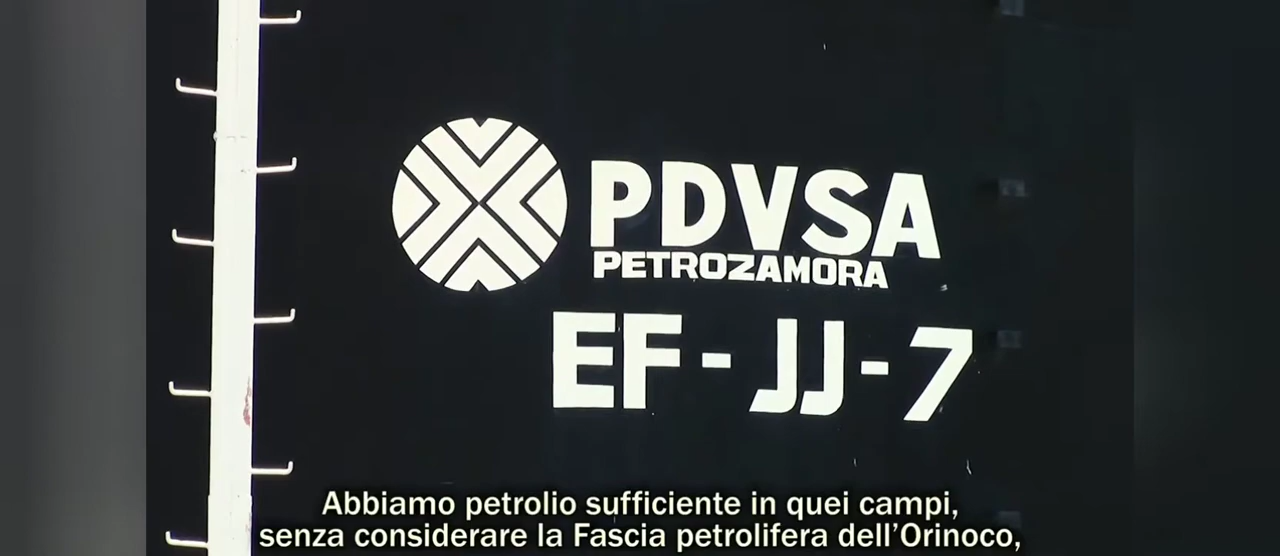 PDVSA
PETROZAMORA
EF-JJ-7
Abbiamo petrolio sufficiente in quei campi,
senza considerare la Fascia petrolifera dell'Orinoco,